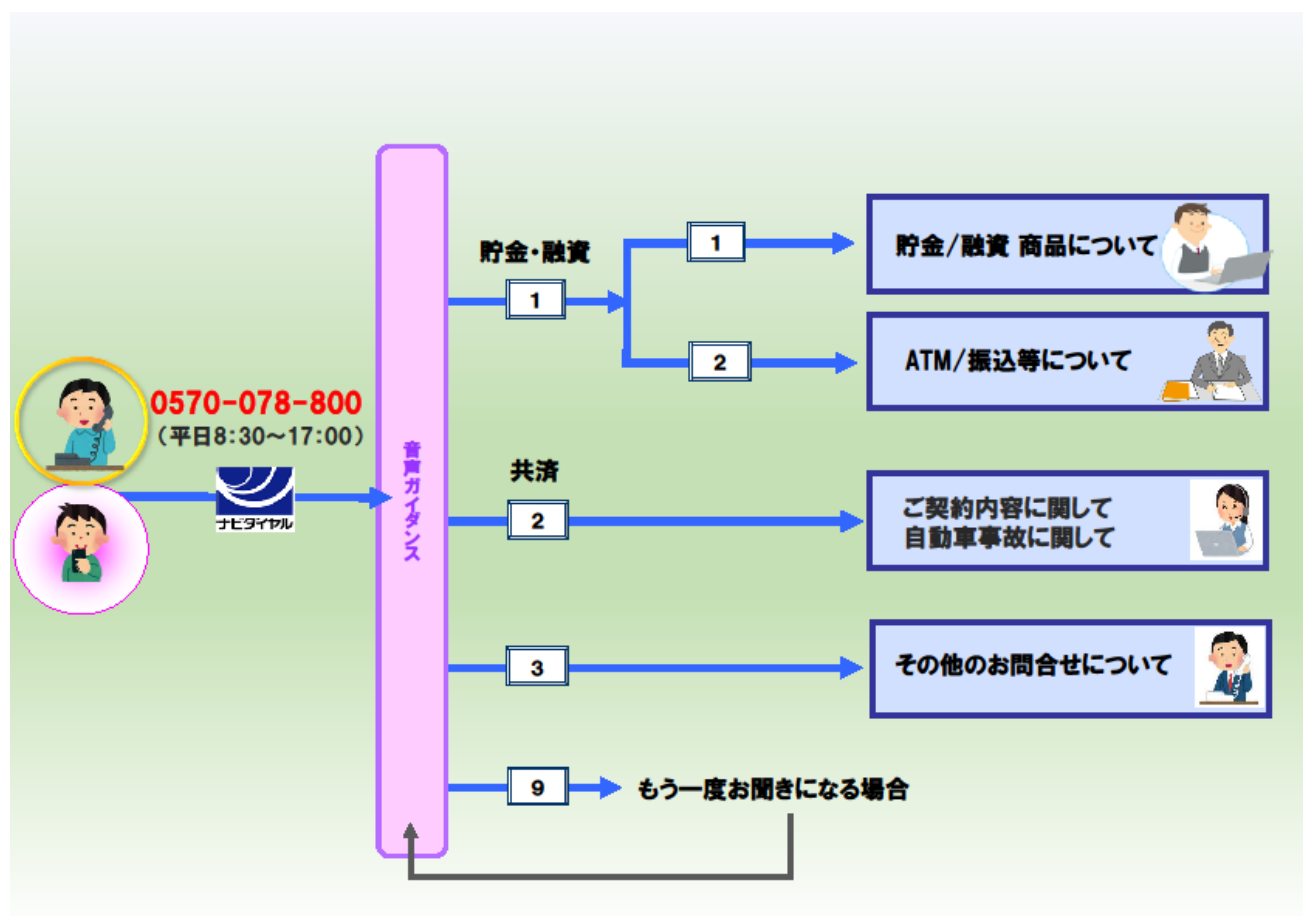 0570-078-800
（平日8:30～17:00）
ナビダイヤル
音声ガイダンス
貯金・融資
1
1
貯金/融資 商品について
2
ATM/振込等について
共済
2
ご契約内容に関して
自動車事故に関して
3
その他のお問合せについて
9
もう一度お聞きになる場合